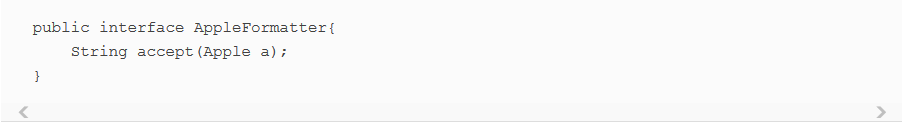 public interface AppleFormatter{
    String accept(Apple a);
}